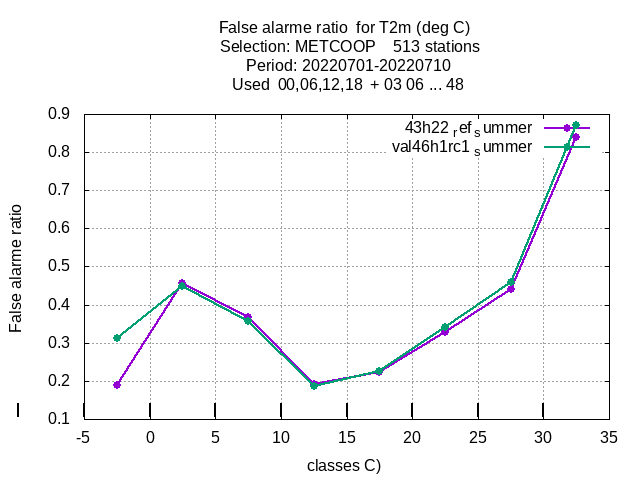 False alarme ratio for T2m (deg C)
Selection: METCOOP 513 stations
Period: 20220701-20220710
Used 00,06,12,18 + 03 06 ... 48
0.9
0.8
0.7
0.6
0.5
0.4
0.3
0.2
0.1
False alarme ratio
43h22_ref_summer
val46h1rc1_summer
-5
0
5
10
15
20
25
30
35
classes C)